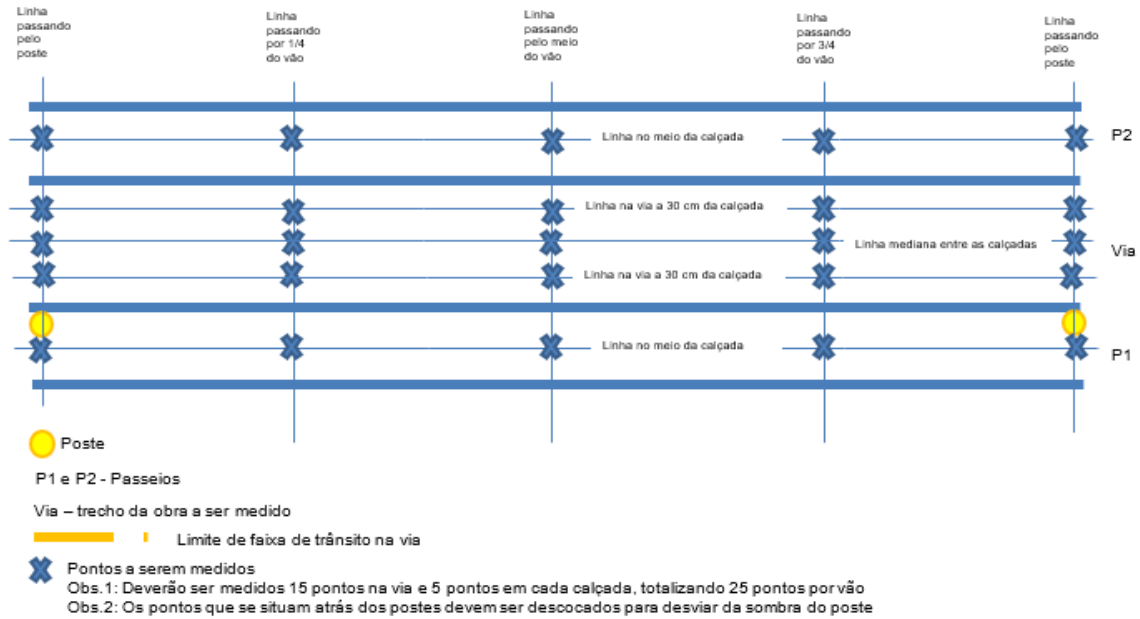 Linha
passando
pelo
poste
Linha
passando
por 1/4
do vão
Linha
passando
pelo meio
do vão
Linha
passando
por 3/4
do vão
Linha
passando
pelo
poste
Linha no meio da calçada
P2
Linha na via a 30 cm da calçada
Linha mediana entre as calçadas
Via
Linha na via a 30 cm da calçada
Linha no meio da calçada
P1
Poste
P1 e P2 - Passeios
Via – trecho da obra a ser medido
Limite de faixa de trânsito na via
Pontos a serem medidos
Obs.1: Deverão ser medidos 15 pontos na via e 5 pontos em cada calçada, totalizando 25 pontos por vão
Obs.2: Os pontos que se situam atrás dos postes devem ser descocados para desviar da sombra do poste